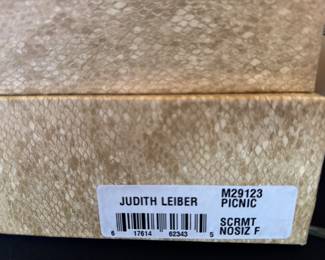 M29123
JUDITH LEIBER PICNIC
SCRMT
NOSIZ F
6 17614 62343 5